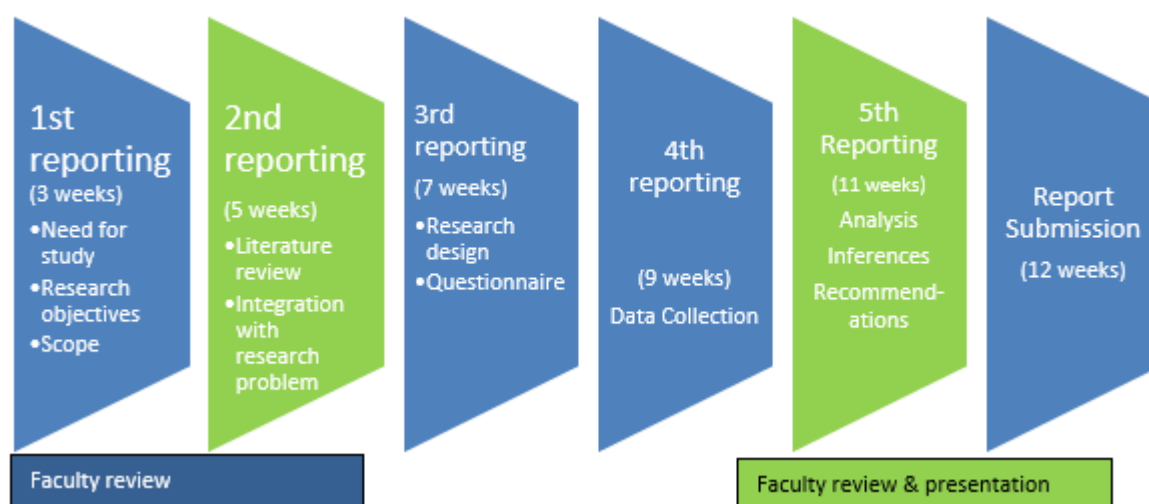 1st
reporting
(3 weeks)
•Need for
study
•Research
objectives
•Scope
2nd
reporting
(5 weeks)
•Literature
review
•Integration
with
research
problem
3rd
reporting
(7 weeks)
•Research
design
•Questionnaire
4th
reporting
(9 weeks)
Data Collection
5th
Reporting
(11 weeks)
Analysis
Inferences
Recommend-
ations
Report
Submission
(12 weeks)
Faculty review
Faculty review & presentation